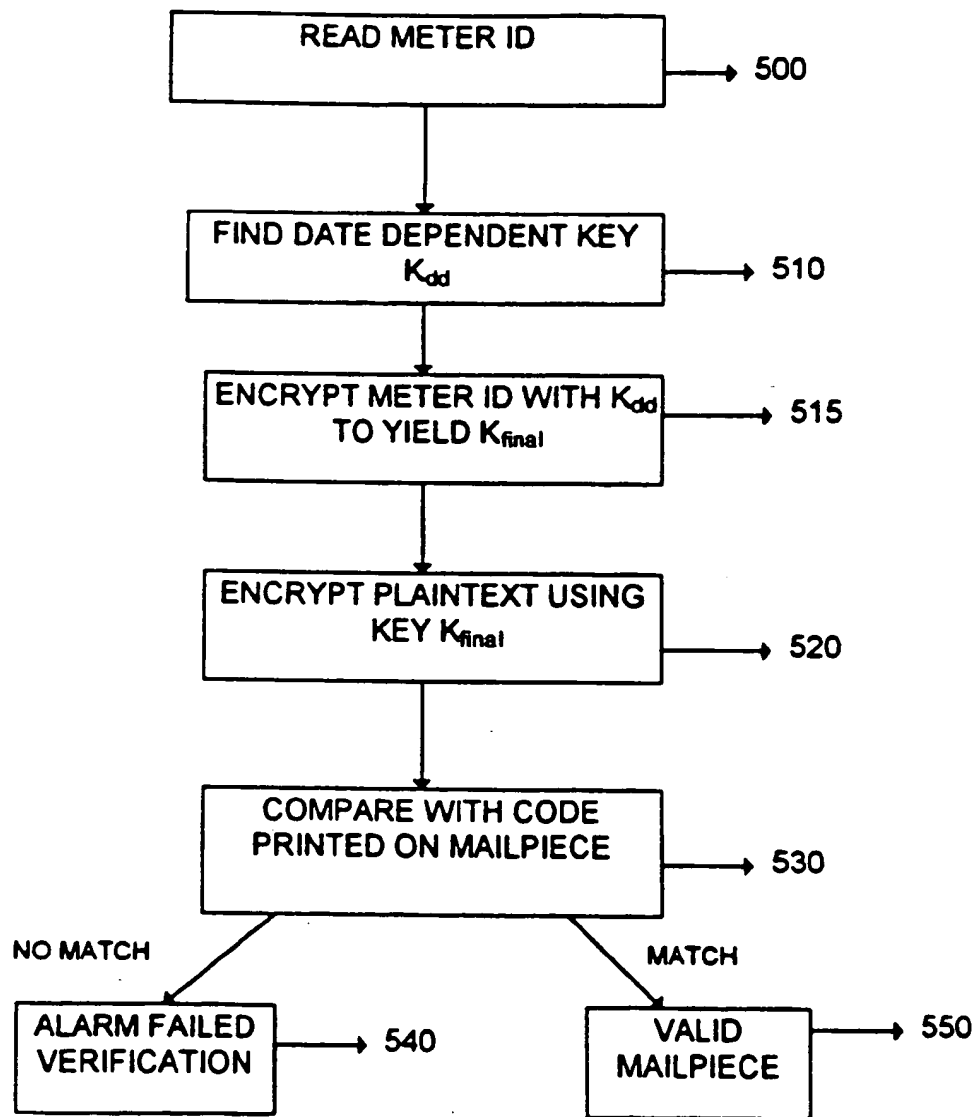 READ METER ID
500
FIND DATE DEPENDENT KEY
Kdd
510
ENCRYPT METER ID WITH Kdd
TO YIELD Kfinal
515
ENCRYPT PLAINTEXT USING
KEY Kfinal
520
COMPARE WITH CODE
PRINTED ON MAILPIECE
530
NO MATCH
MATCH
ALARM FAILED
VERIFICATION
540
VALID
MAILPIECE
550